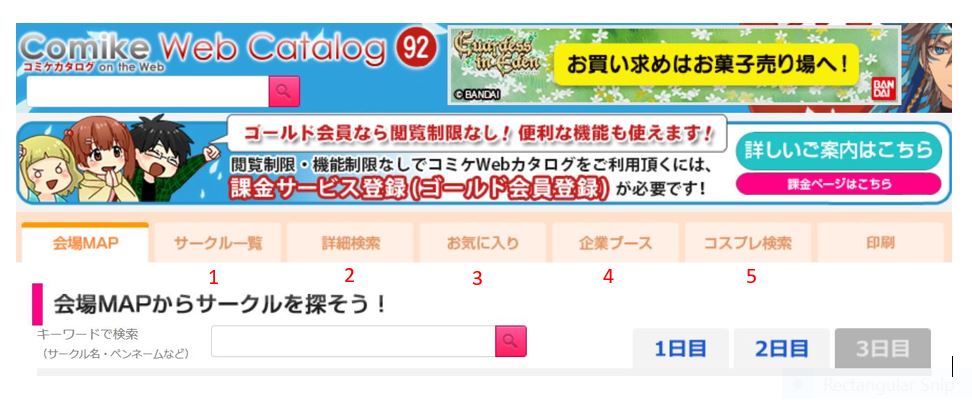 Comike Web Catalog 92
コミケカタログ on the Web
Guardess in Eden
お買い求めはお菓子売り場へ!
©BANDAI
BANDAI
ゴールド会員なら閲覧制限なし!便利な機能も使えます!
閲覧制限・機能制限なしでコミケWebカタログをご利用頂くには、
課金サービス登録(ゴールド会員登録)が必要です!
詳しいご案内はこちら
課金ページはこちら
会場MAP サークル一覧 詳細検索 お気に入り 企業ブース コスプレ検索 印刷
1 2 3 4 5
会場MAPからサークルを探そう!
キーワードで検索
(サークル名・ペンネームなど)
1日目 2日目 3日目
Rectangular Snip